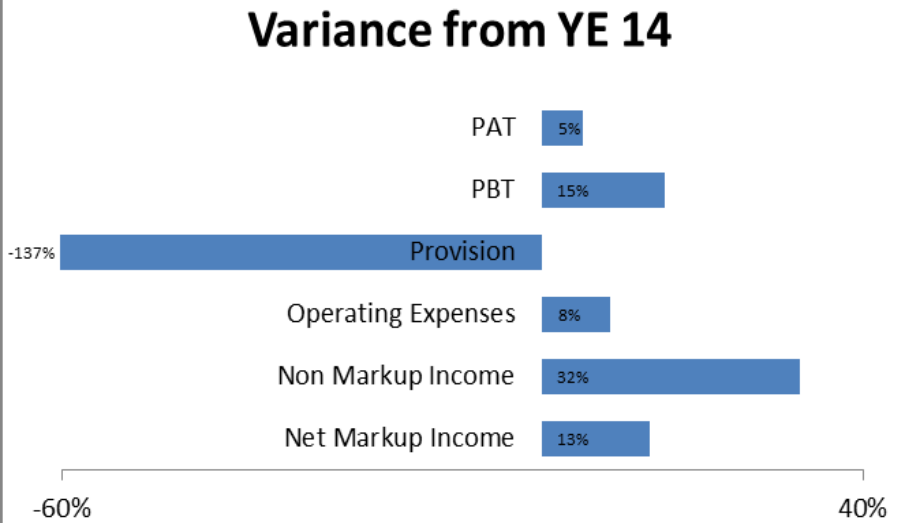 Variance from YE 14
PAT 5%
PBT 15%
-137% Provision
Operating Expenses 8%
Non Markup Income 32%
Net Markup Income 13%
-60% 40%